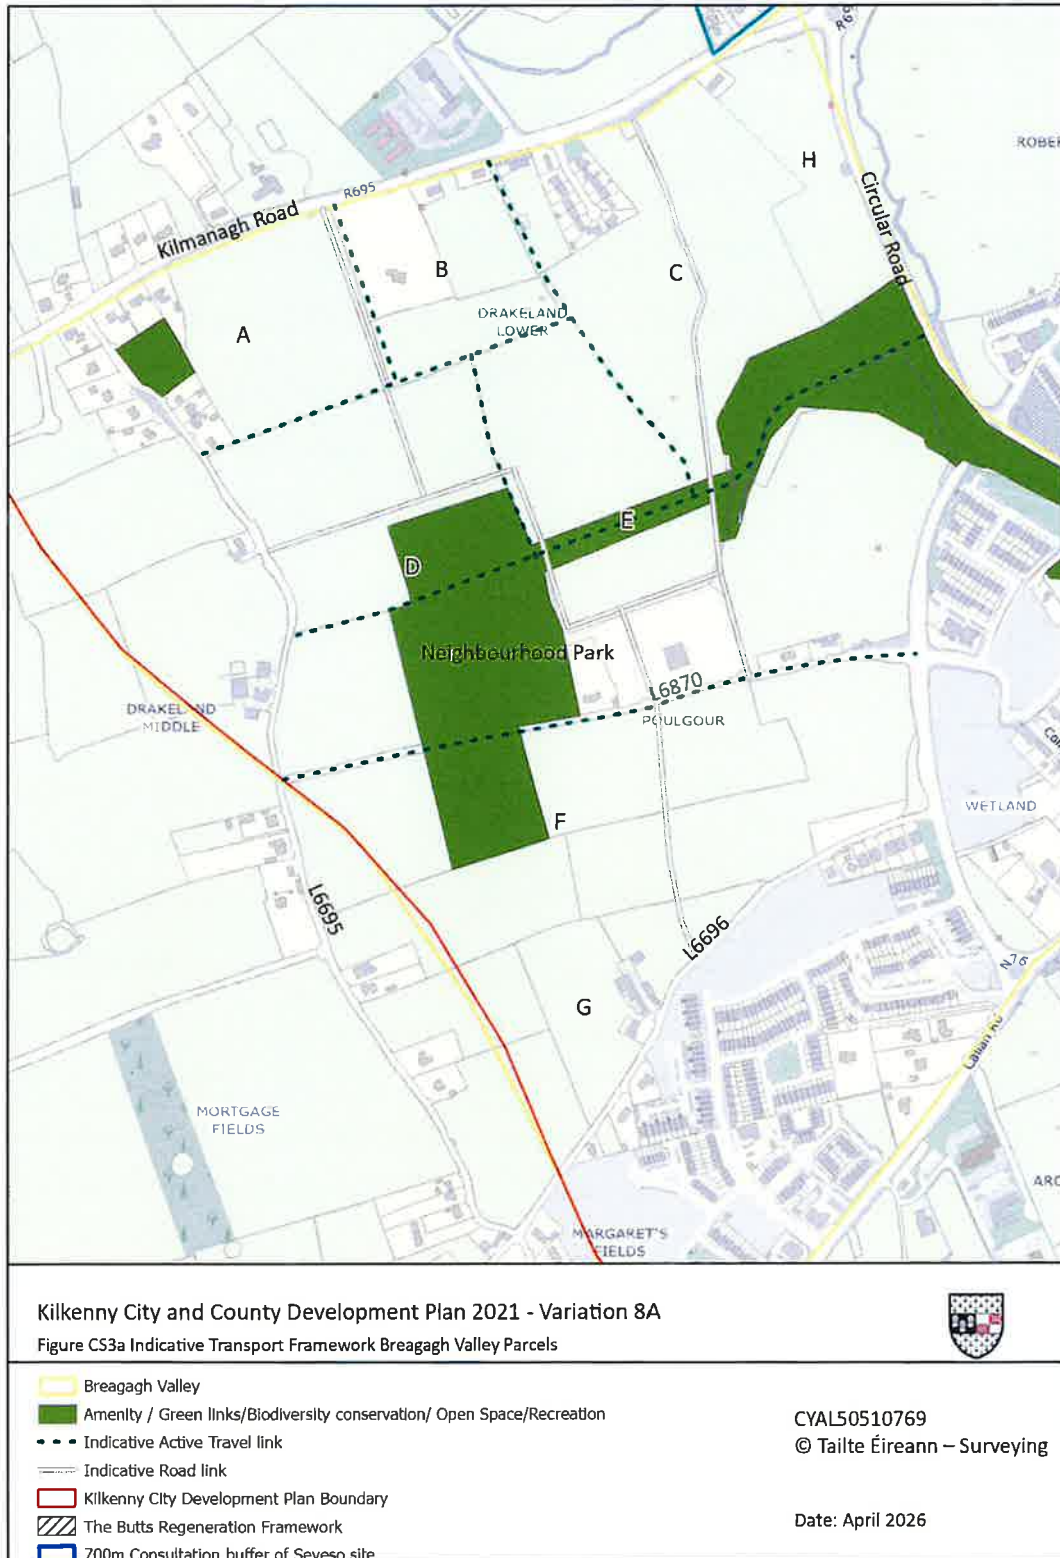 R695
Kilmanagh Road
H
ROBE
Circular Road
B
C
A
DRAKELAND
LOWER
E
D
Neighbourhood Park
L6870
POULGOUR
DRAKELAND
MIDDLE
WETLAND
F
L6695
L6696
N76
G
Callan Rd
MORTGAGE
FIELDS
ARC
MARGARET'S
FIELDS
Kilkenny City and County Development Plan 2021 - Variation 8A
Figure CS3a Indicative Transport Framework Breagagh Valley Parcels
Breagagh Valley
Amenity / Green links/Biodiversity conservation/ Open Space/Recreation
Indicative Active Travel link
Indicative Road link
Kilkenny City Development Plan Boundary
The Butts Regeneration Framework
700m Consultation buffer of Seveso site
CYAL50510769
© Tailte Éireann – Surveying
Date: April 2026